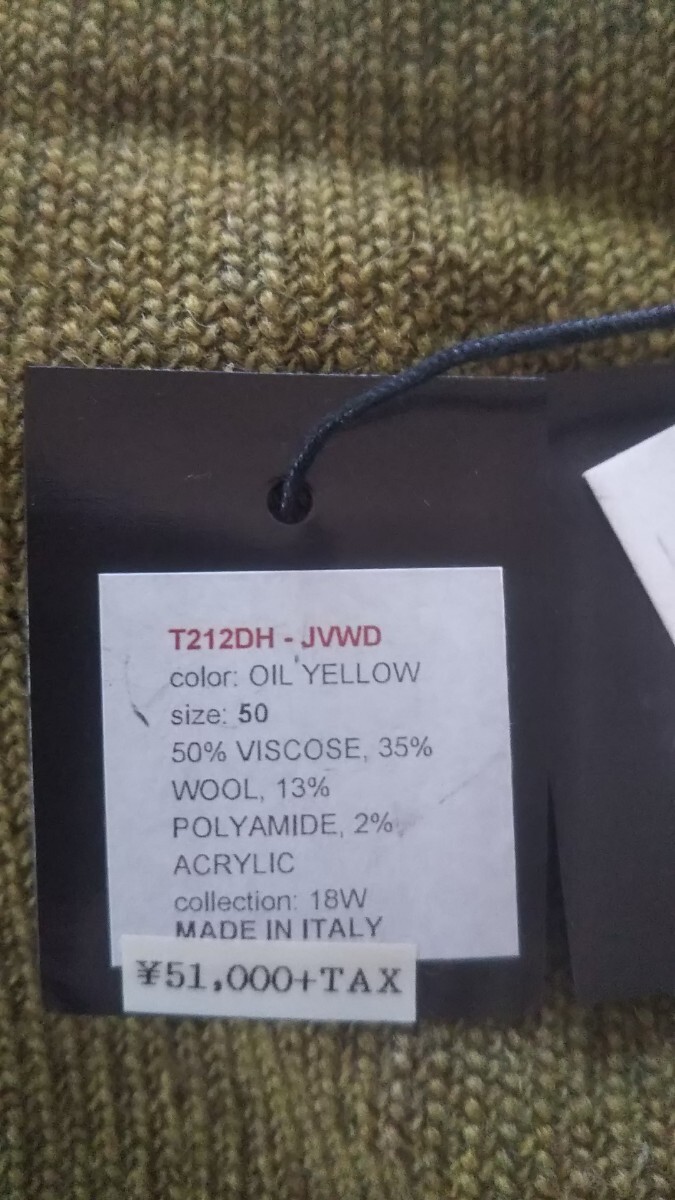 T212DH - JVWD
color: OIL YELLOW
size: 50
50% VISCOSE, 35%
WOOL, 13%
POLYAMIDE, 2%
ACRYLIC
collection: 18W
MADE IN ITALY
¥51,000+TAX